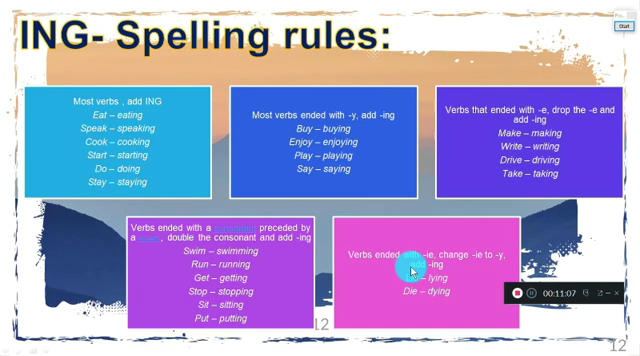 ING- Spelling rules:
Most verbs , add ING
Eat – eating
Speak – speaking
Cook – cooking
Start – starting
Do – doing
Stay – staying
Most verbs ended with -y, add -ing
Buy – buying
Enjoy – enjoying
Play – playing
Say – saying
Verbs that ended with -e, drop the -e and
add -ing
Make – making
Write – writing
Drive – driving
Take – taking
Verbs ended with a consonant preceded by
a vowel, double the consonant and add -ing
Swim – swimming
Run – running
Get – getting
Stop – stopping
Sit – sitting
Put – putting
Verbs ended with -ie, change -ie to -y,
add -ing
– lying
Die – dying
00:11:07
12
12
Start